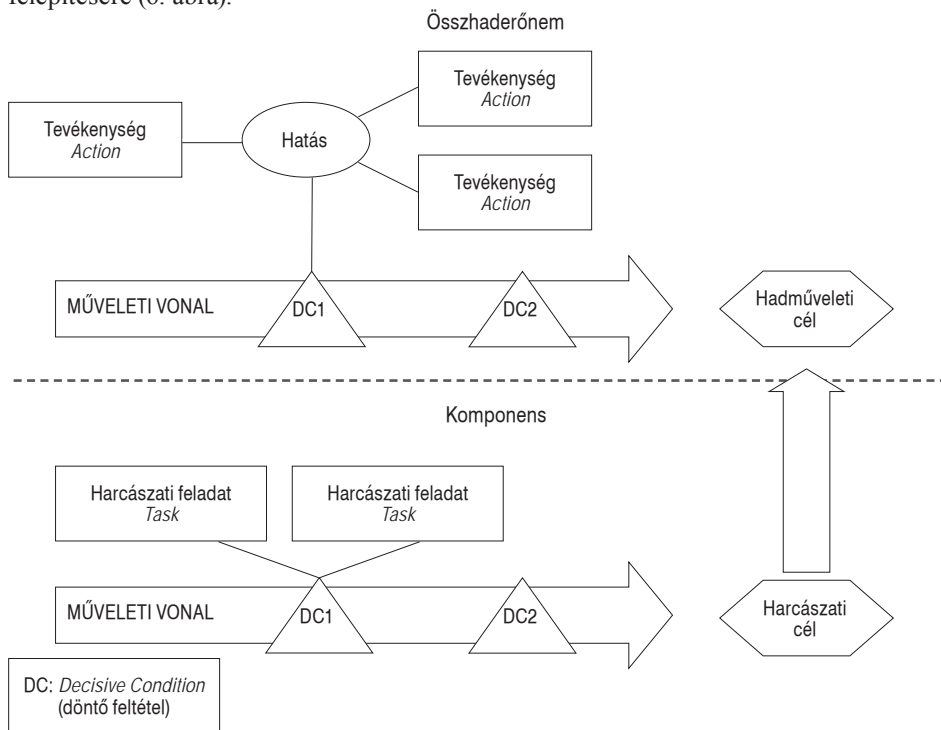 felépítésére (6. ábra).
Összhaderőnem
Tevékenység
Action
Tevékenység
Action
Hatás
Tevékenység
Action
MŰVELETI VONAL
DC1
DC2
Hadműveleti
cél
Komponens
Harcászati feladat
Task
Harcászati feladat
Task
MŰVELETI VONAL
DC1
DC2
Harcászati
cél
DC: Decisive Condition
(döntő feltétel)